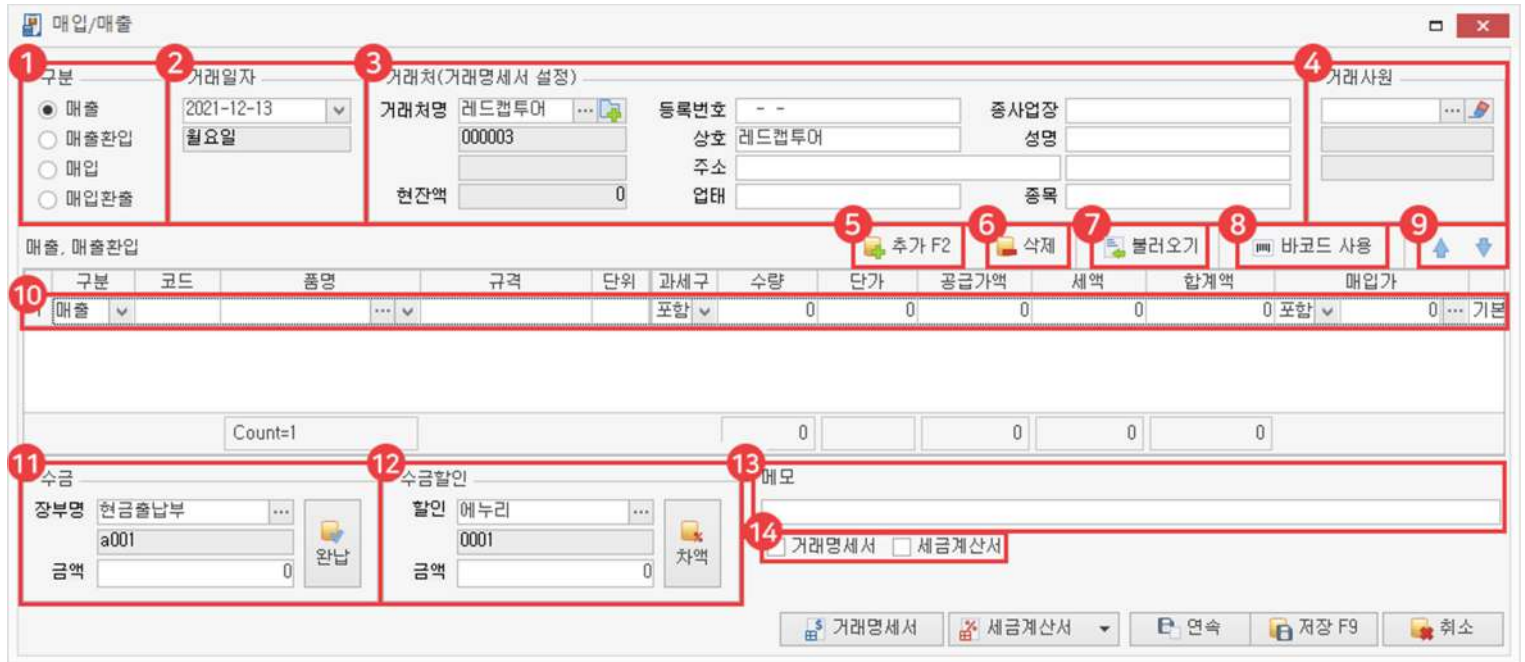 매입/매출
1 구분 2 거래일자 3 거래처(거래명세서 설정) 4 거래사원
매출 2021-12-13 거래처명 레드캡투어 ... 등록번호 - - 종사업장 ...
매출환입 월요일 000003 상호 레드캡투어 성명
매입 주소
매입환출 현잔액 0 업태 종목
5 6 7 8 9
매출, 매출환입 추가 F2 삭제 불러오기 바코드 사용
구분 코드 품명 규격 단위 과세구 수량 단가 공급가액 세액 합계액 매입가
10 매출 ... 포함 0 0 0 0 0 포함 0 ... 기본
Count=1 0 0 0 0
11 수금 12 수금할인 13 메모
장부명 현금출납부 ... 할인 에누리 ...
a001 완납 0001 차액 14 거래명세서 세금계산서
금액 0 금액 0
거래명세서 세금계산서 연속 저장 F9 취소